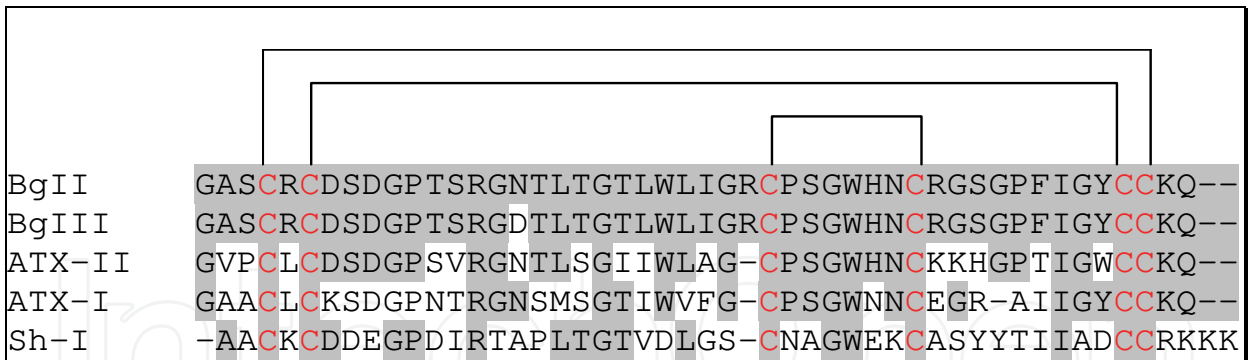 BgII GASCRCDSDGPTSRGNTLTGTLWLIGRCPSGWHNCRGSGPFIGYCCKQ--
BgIII GASCRCDSDGPTSRGDTLTGTLWLIGRCPSGWHNCRGSGPFIGYCCKQ--
ATX-II GVPCLCDSDGPSVRGNTLSGIIWLAG-CPSGWHNCKKHGPTIGWCCKQ--
ATX-I GAACLCKSDGPNTRGNSMSGTIWVFG-CPSGWNNCEGR-AIIGYCCKQ--
Sh-I -AACKCDDEGPDIRTAPLTGTVDLGS-CNAGWEKCASYYTIIADCCRKKK